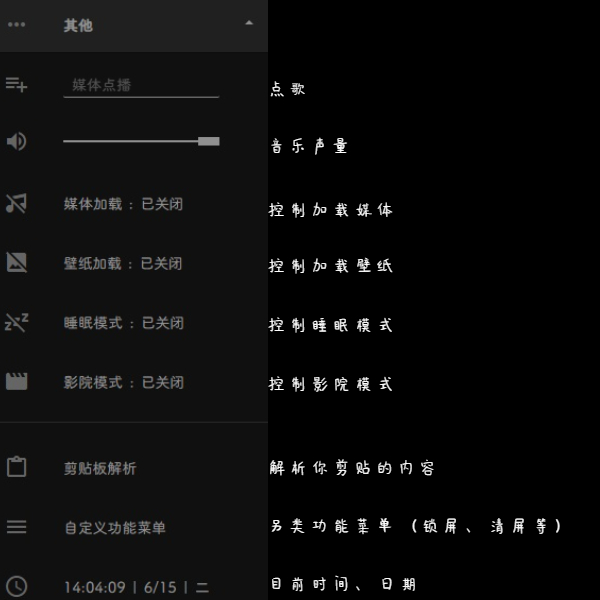 其他
媒体点播 点歌
音乐声量
媒体加载 : 已关闭 控制加载媒体
壁纸加载 : 已关闭 控制加载壁纸
睡眠模式 : 已关闭 控制睡眠模式
影院模式 : 已关闭 控制影院模式
剪贴板解析 解析你剪贴的内容
自定义功能菜单 另类功能菜单（锁屏、清屏等）
14:04:09 | 6/15 | 二 目前时间、日期